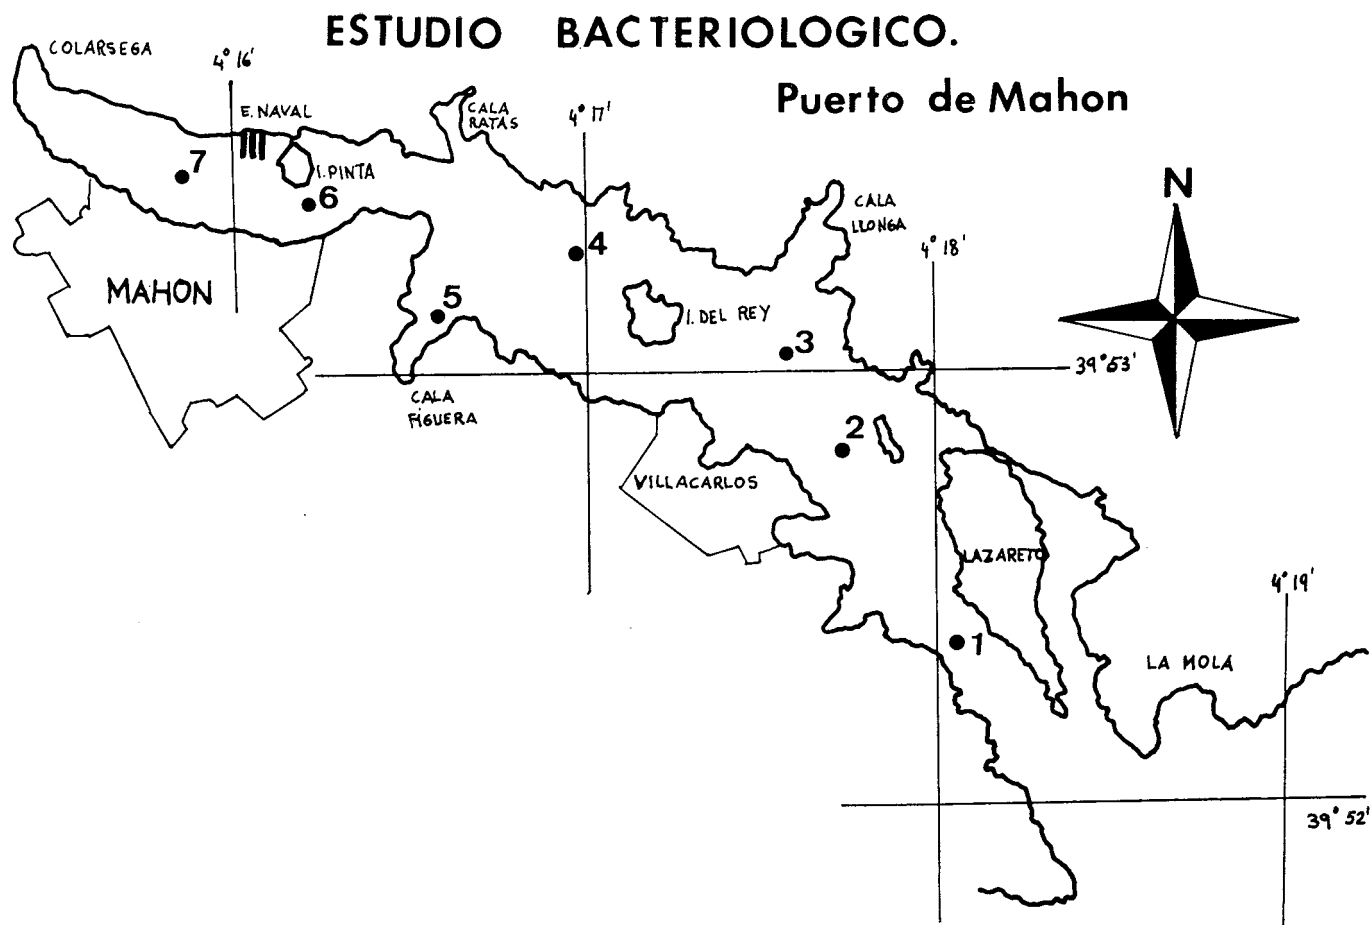 ESTUDIO BACTERIOLOGICO.
Puerto de Mahon
COLARSEGA
4° 16'
E. NAVAL
CALA
RATAS
4° 17'
7
I. PINTA
6
N
CALA
LLONGA
4
4° 18'
MAHON
5
I. DEL REY
3
39° 53'
CALA
FIGUERA
2
VILLACARLOS
LAZARETO
4° 19'
1
LA MOLA
39° 52'